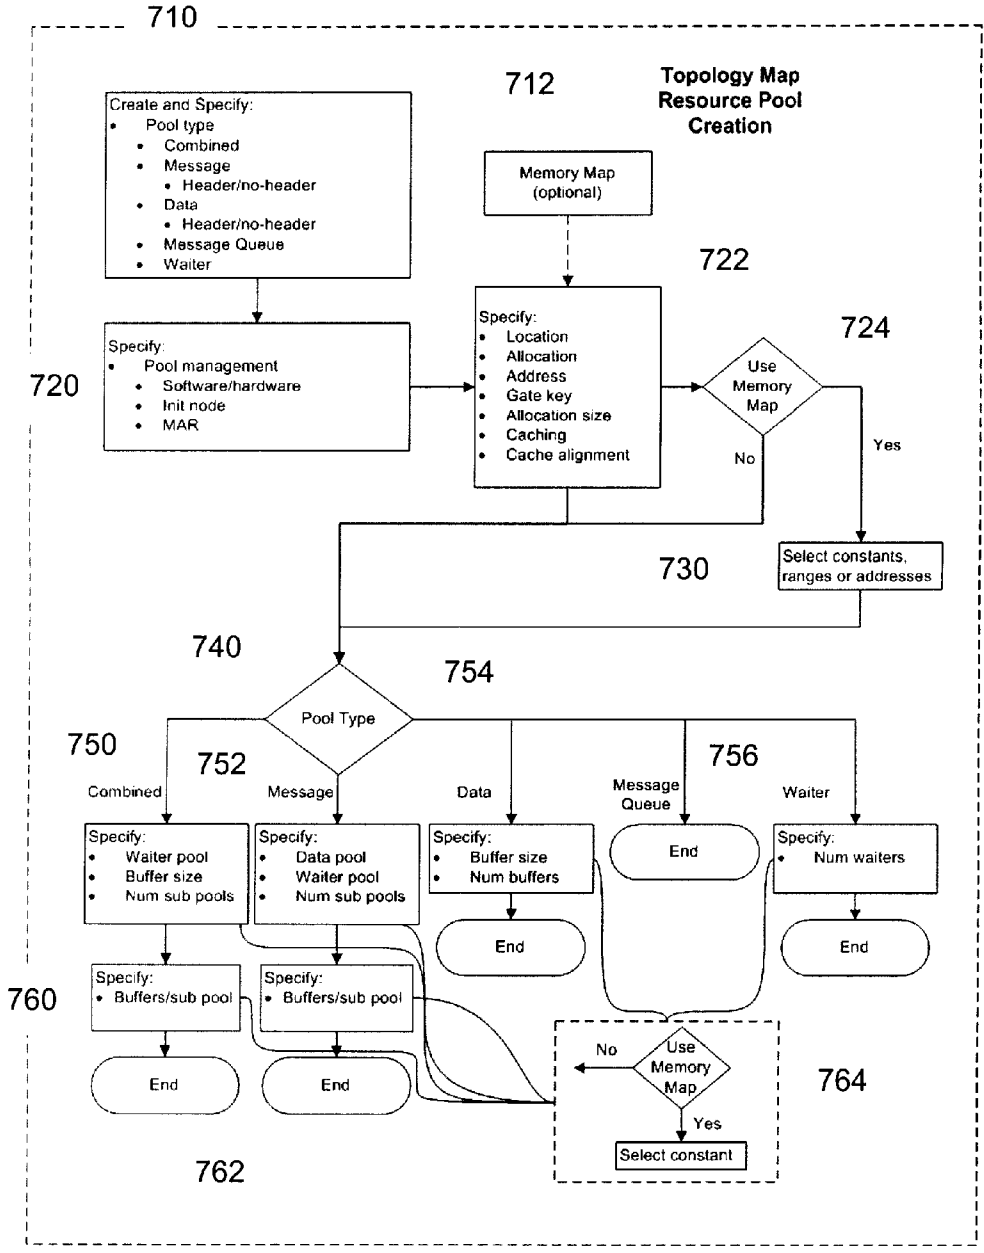 710
712
Topology Map
Resource Pool
Creation
Create and Specify:
• Pool type
• Combined
• Message
• Header/no-header
• Data
• Header/no-header
• Message Queue
• Waiter
Memory Map
(optional)
722
724
720
Specify:
• Pool management
• Software/hardware
• Init node
• MAR
Specify:
• Location
• Allocation
• Address
• Gate key
• Allocation size
• Caching
• Cache alignment
Use
Memory
Map
No
Yes
730
Select constants,
ranges or addresses
740
754
Pool Type
750
752
756
Combined
Message
Data
Message
Queue
Waiter
Specify:
• Waiter pool
• Buffer size
• Num sub pools
Specify:
• Data pool
• Waiter pool
• Num sub pools
Specify:
• Buffer size
• Num buffers
End
Specify:
• Num waiters
End
End
760
Specify:
• Buffers/sub pool
Specify:
• Buffers/sub pool
End
End
No
Use
Memory
Map
764
Yes
Select constant
762